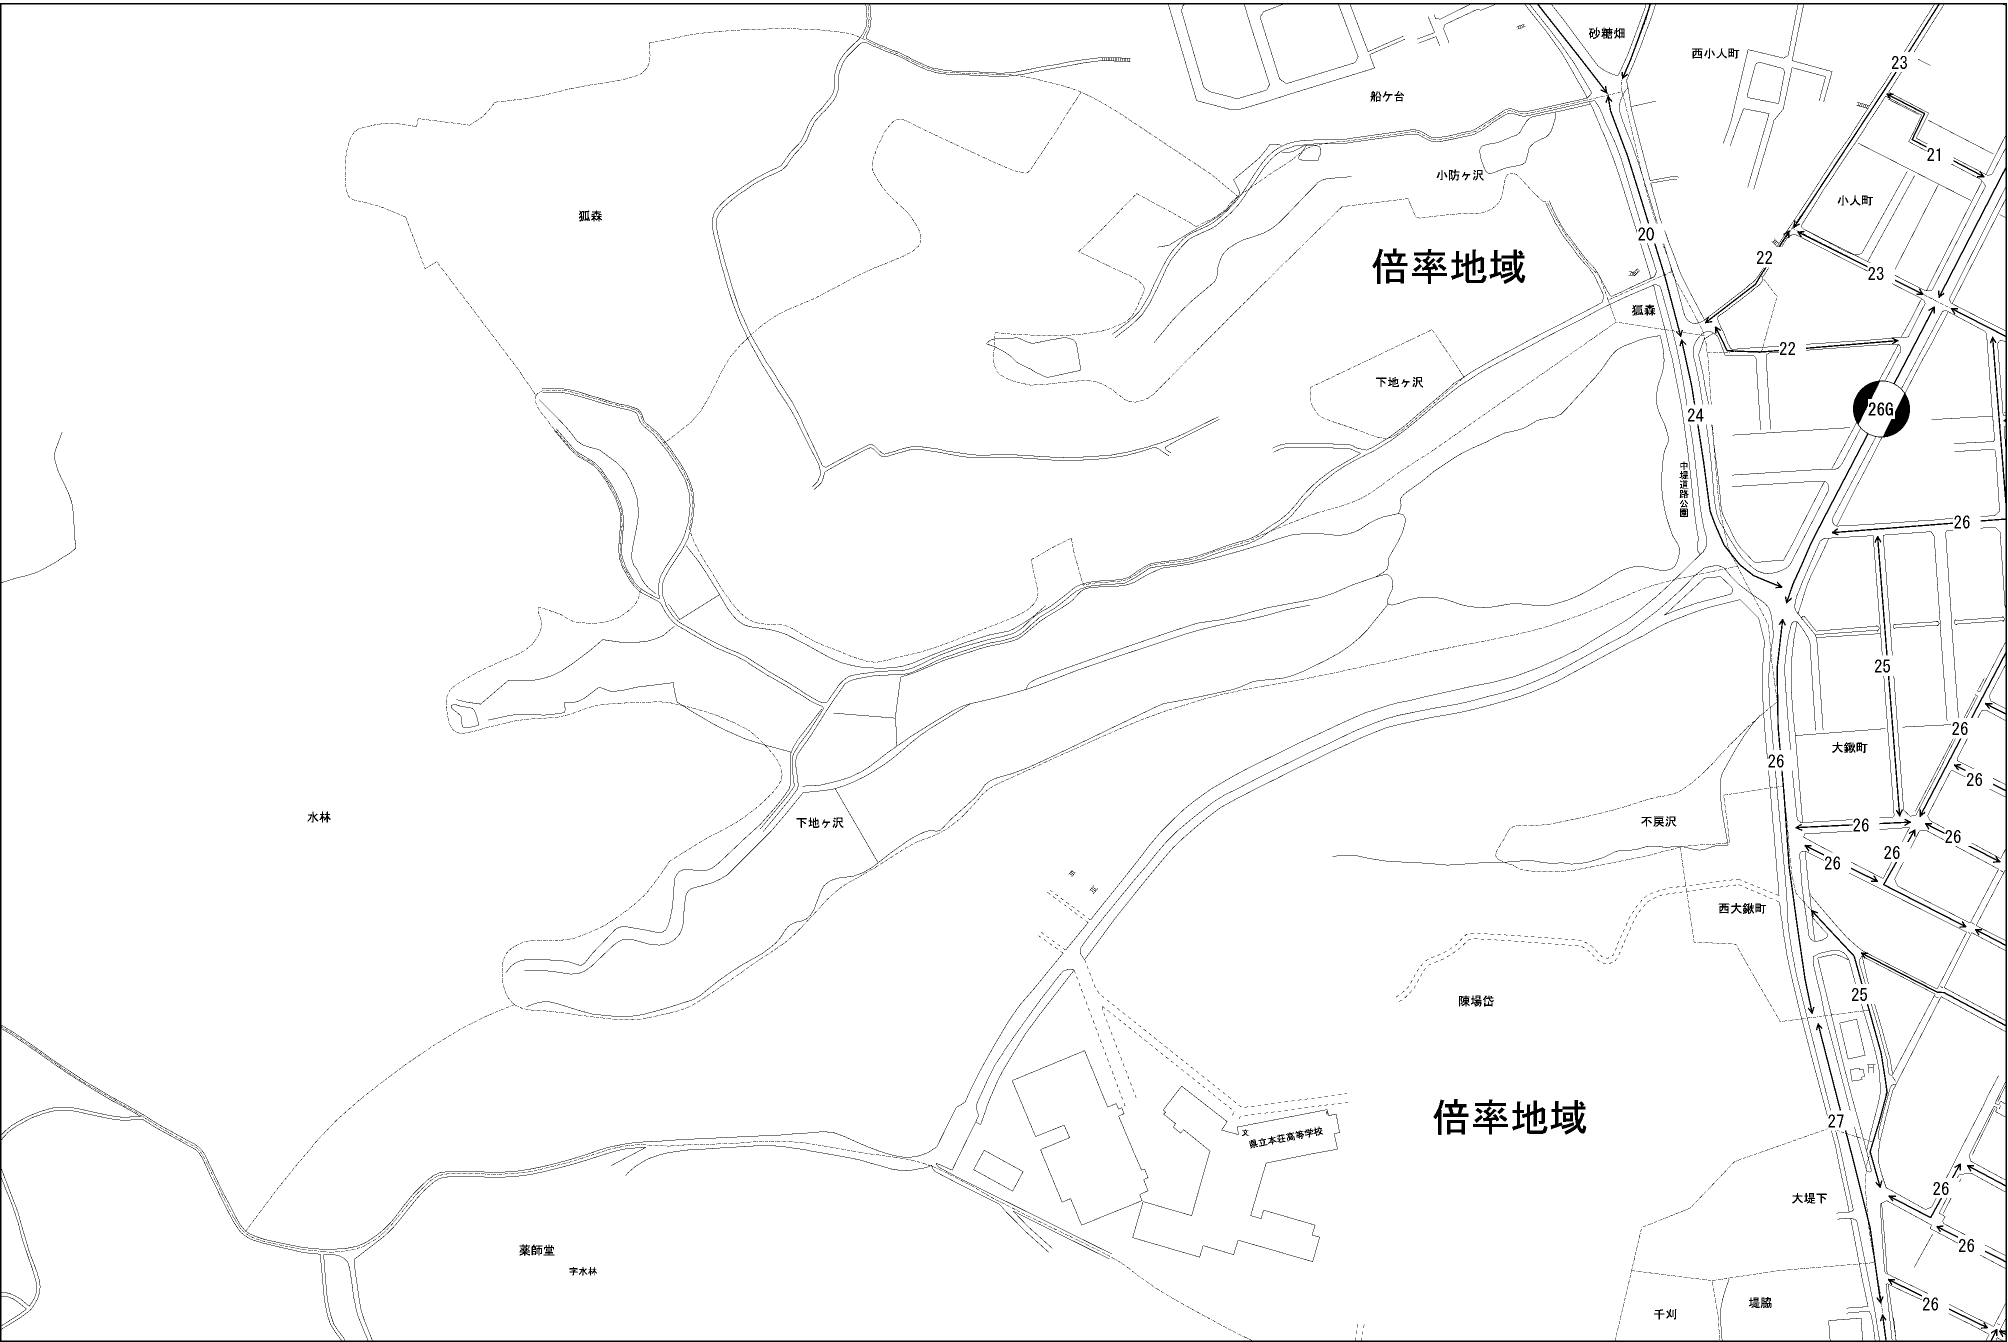 砂糖畑
西小人町
23
船ケ台
21
小防ケ沢
小人町
狐森
20
倍率地域
22
23
狐森
22
下地ケ沢
26G
24
中堤道路公園
26
25
26
大鍬町
26
26
水林
下地ケ沢
不戻沢
26
26
26
26
西大鍬町
25
陳場岱
倍率地域
27
文
県立本荘高等学校
26
大堤下
26
薬師堂
字水林
堤脇
26
千刈